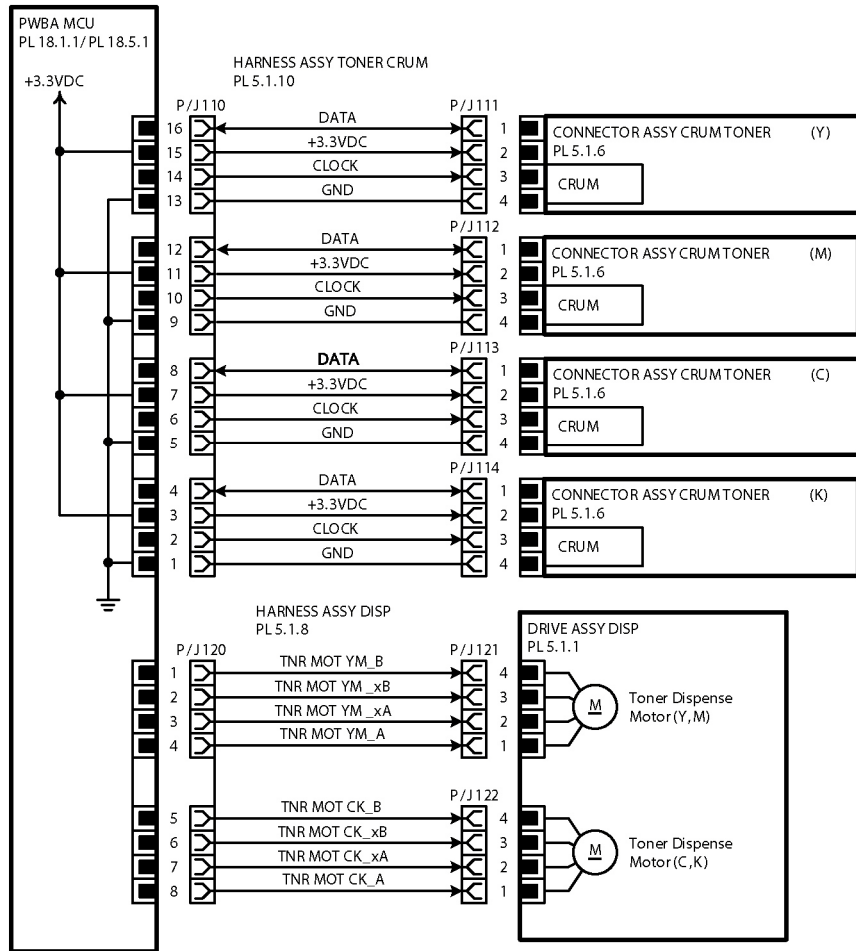 PWBA MCU
PL 18.1.1/ PL 18.5.1
+3.3VDC
HARNESS ASSY TONER CRUM
PL 5.1.10
P/J110
P/J111
16 DATA 1
15 +3.3VDC 2
14 CLOCK 3
13 GND 4
CONNECTOR ASSY CRUM TONER (Y)
PL 5.1.6
CRUM
P/J112
12 DATA 1
11 +3.3VDC 2
10 CLOCK 3
9 GND 4
CONNECTOR ASSY CRUM TONER (M)
PL 5.1.6
CRUM
P/J113
8 DATA 1
7 +3.3VDC 2
6 CLOCK 3
5 GND 4
CONNECTOR ASSY CRUM TONER (C)
PL 5.1.6
CRUM
P/J114
4 DATA 1
3 +3.3VDC 2
2 CLOCK 3
1 GND 4
CONNECTOR ASSY CRUM TONER (K)
PL 5.1.6
CRUM
HARNESS ASSY DISP
PL 5.1.8
P/J120
P/J121
1 TNR MOT YM_B 4
2 TNR MOT YM _xB 3
3 TNR MOT YM _xA 2
4 TNR MOT YM_A 1
DRIVE ASSY DISP
PL 5.1.1
M
Toner Dispense
Motor (Y,M)
P/J122
5 TNR MOT CK_B 4
6 TNR MOT CK_xB 3
7 TNR MOT CK_xA 2
8 TNR MOT CK_A 1
M
Toner Dispense
Motor (C,K)